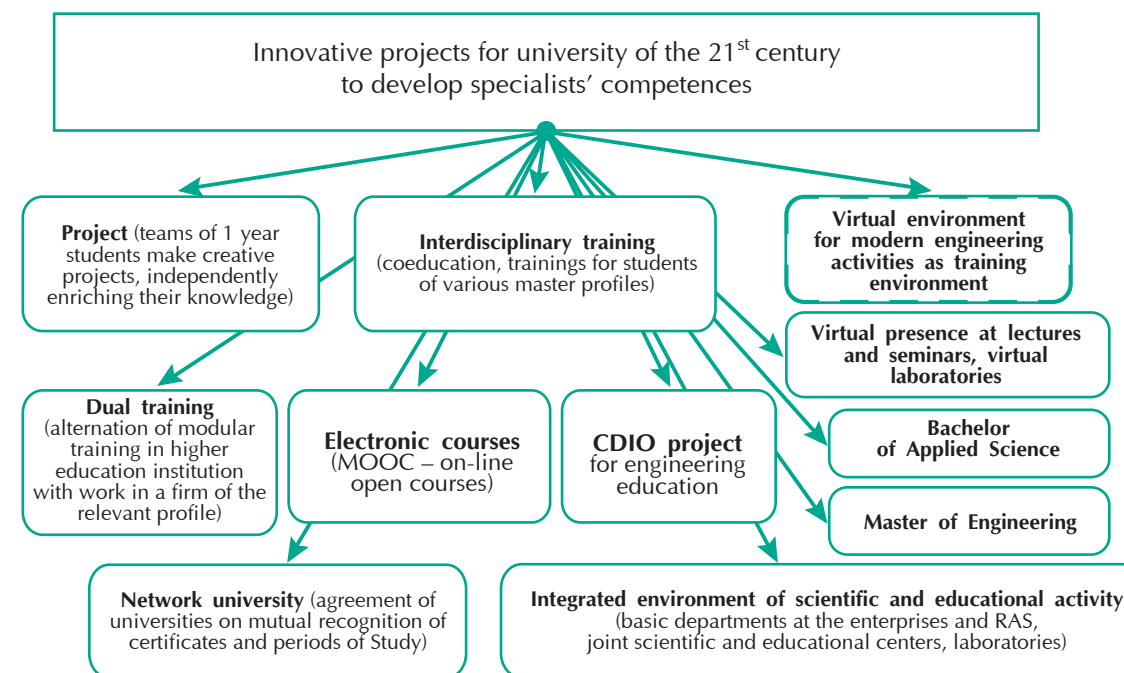 Innovative projects for university of the 21st century
to develop specialists’ competences
Project (teams of 1 year
students make creative
projects, independently
enriching their knowledge)
Interdisciplinary training
(coeducation, trainings for students
of various master profiles)
Virtual environment
for modern engineering
activities as training
environment
Virtual presence at lectures
and seminars, virtual
laboratories
Dual training
(alternation of modular
training in higher
education institution
with work in a firm of the
relevant profile)
Electronic courses
(MOOC – on-line
open courses)
CDIO project
for engineering
education
Bachelor
of Applied Science
Master of Engineering
Network university (agreement of
universities on mutual recognition of
certificates and periods of Study)
Integrated environment of scientific and educational activity
(basic departments at the enterprises and RAS,
joint scientific and educational centers, laboratories)